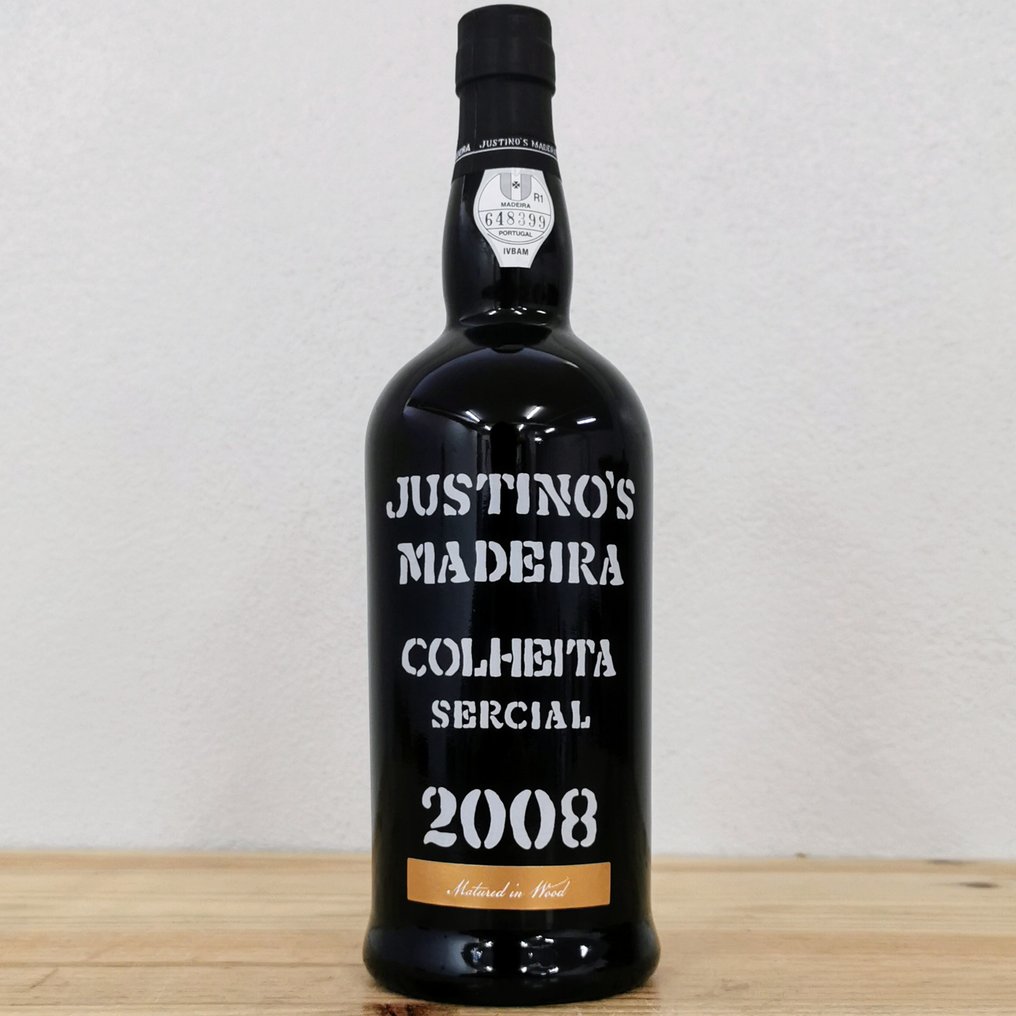 JUSTINO'S MADEIRA
R1
MADEIRA
648399
PORTUGAL
IVBAM
JUSTINO'S
MADEIRA
COLHEITA
SERCIAL
2008
Matured in Wood